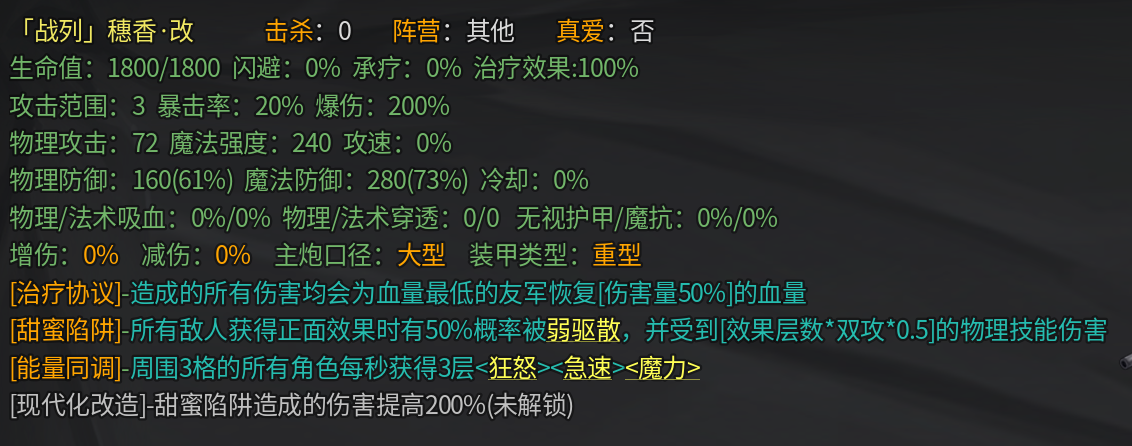 「战列」穗香·改 击杀：0 阵营：其他 真爱：否
生命值：1800/1800 闪避：0% 承疗：0% 治疗效果:100%
攻击范围：3 暴击率：20% 爆伤：200%
物理攻击：72 魔法强度：240 攻速：0%
物理防御：160(61%) 魔法防御：280(73%) 冷却：0%
物理/法术吸血：0%/0% 物理/法术穿透：0/0 无视护甲/魔抗：0%/0%
增伤：0% 减伤：0% 主炮口径：大型 装甲类型：重型
[治疗协议]-造成的所有伤害均会为血量最低的友军恢复[伤害量50%]的血量
[甜蜜陷阱]-所有敌人获得正面效果时有50%概率被弱驱散，并受到[效果层数*双攻*0.5]的物理技能伤害
[能量同调]-周围3格的所有角色每秒获得3层<狂怒><急速><魔力>
[现代化改造]-甜蜜陷阱造成的伤害提高200%(未解锁)